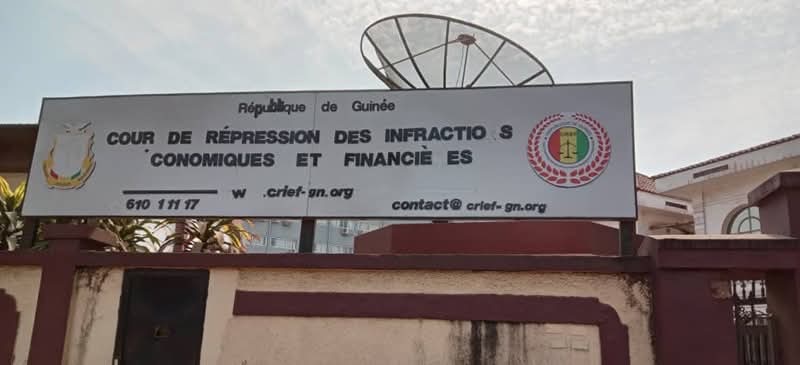 République de Guinée
COUR DE RÉPRESSION DES INFRACTIO S
CONOMIQUES ET FINANCIÈ ES
610 1 11 17 w .crief-gn.org contact@ crief-gn.org